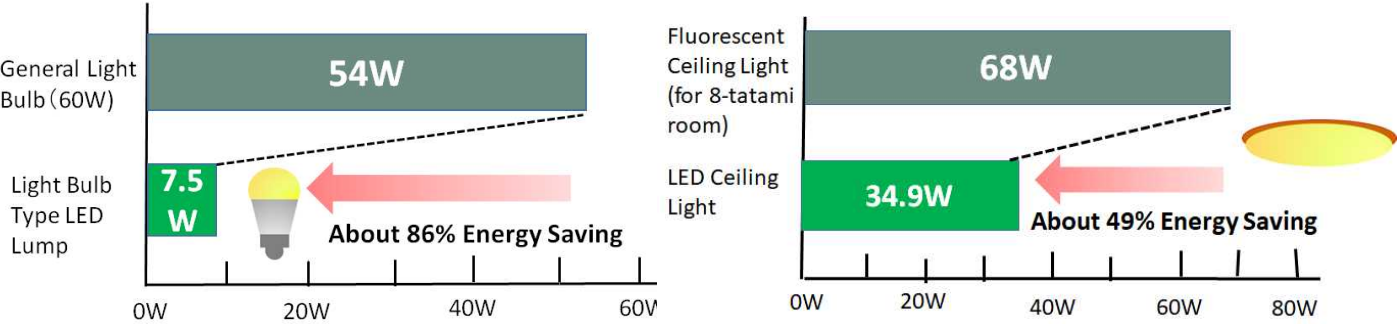 General Light
Bulb（60W）
54W
Light Bulb
Type LED
Lump
7.5
W
About 86% Energy Saving
0W
20W
40W
60W
Fluorescent
Ceiling Light
(for 8-tatami
room)
68W
LED Ceiling
Light
34.9W
About 49% Energy Saving
0W
20W
40W
60W
80W